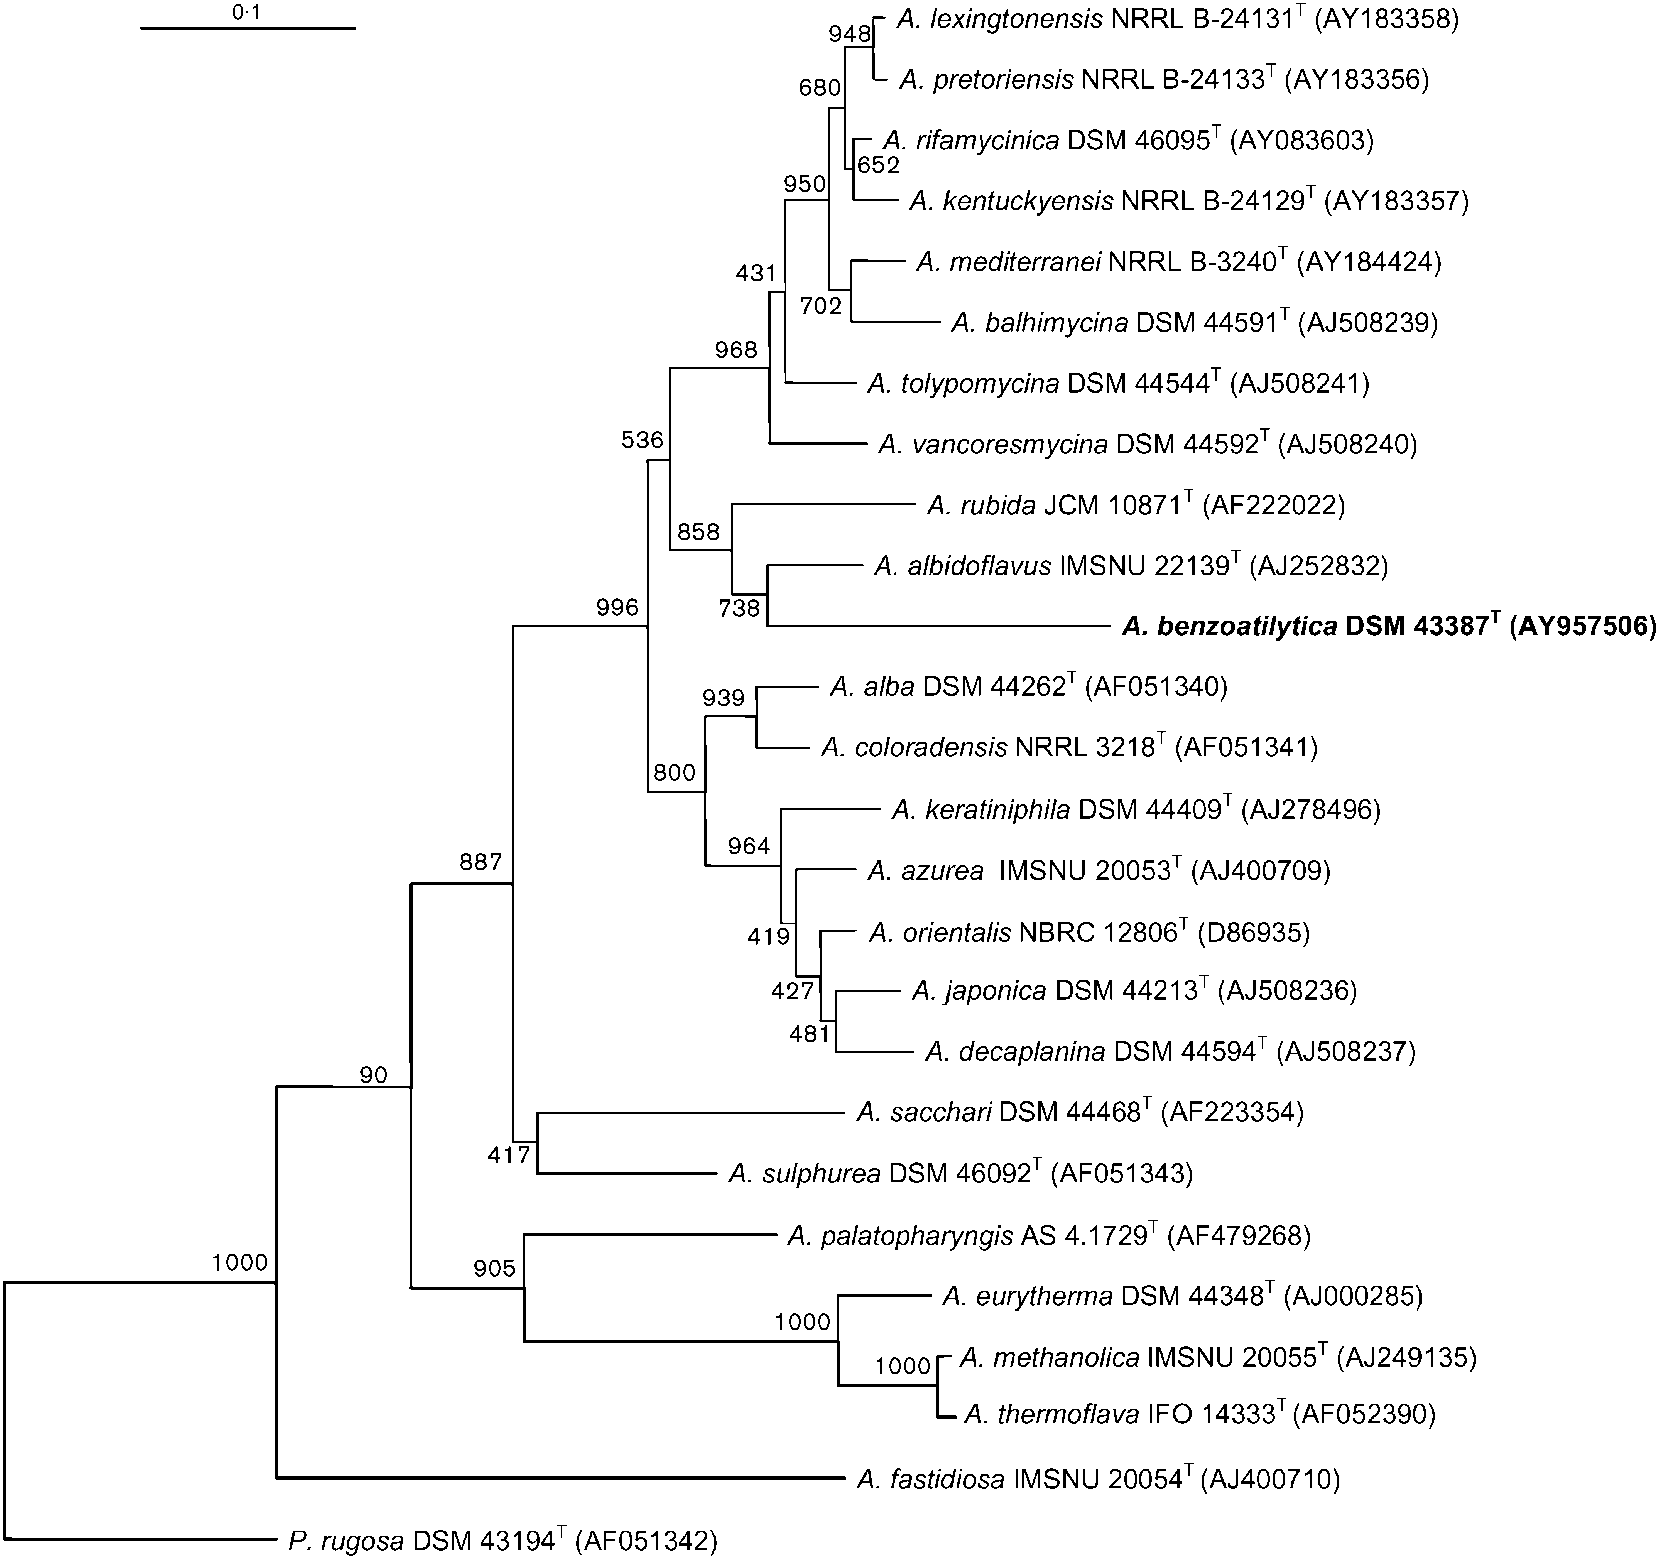 0·1
A. lexingtonensis NRRL B-24131T (AY183358)
948
A. pretoriensis NRRL B-24133T (AY183356)
680
A. rifamycinica DSM 46095T (AY083603)
652
950
A. kentuckyensis NRRL B-24129T (AY183357)
A. mediterranei NRRL B-3240T (AY184424)
431
702
A. balhimycina DSM 44591T (AJ508239)
968
A. tolypomycina DSM 44544T (AJ508241)
536
A. vancoresmycina DSM 44592T (AJ508240)
A. rubida JCM 10871T (AF222022)
858
A. albidoflavus IMSNU 22139T (AJ252832)
996
738
A. benzoatilytica DSM 43387T (AY957506)
A. alba DSM 44262T (AF051340)
939
A. coloradensis NRRL 3218T (AF051341)
800
A. keratiniphila DSM 44409T (AJ278496)
964
887
A. azurea IMSNU 20053T (AJ400709)
419
A. orientalis NBRC 12806T (D86935)
427
A. japonica DSM 44213T (AJ508236)
481
A. decaplanina DSM 44594T (AJ508237)
90
A. sacchari DSM 44468T (AF223354)
417
A. sulphurea DSM 46092T (AF051343)
A. palatopharyngis AS 4.1729T (AF479268)
1000
905
A. eurytherma DSM 44348T (AJ000285)
1000
A. methanolica IMSNU 20055T (AJ249135)
1000
A. thermoflava IFO 14333T (AF052390)
A. fastidiosa IMSNU 20054T (AJ400710)
P. rugosa DSM 43194T (AF051342)